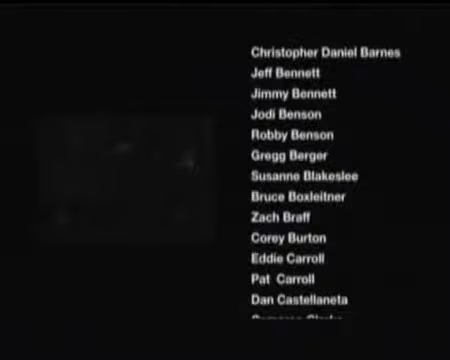 Christopher Daniel Barnes
Jeff Bennett
Jimmy Bennett
Jodi Benson
Robby Benson
Gregg Berger
Susanne Blakeslee
Bruce Boxleitner
Zach Braff
Corey Burton
Eddie Carroll
Pat Carroll
Dan Castellaneta